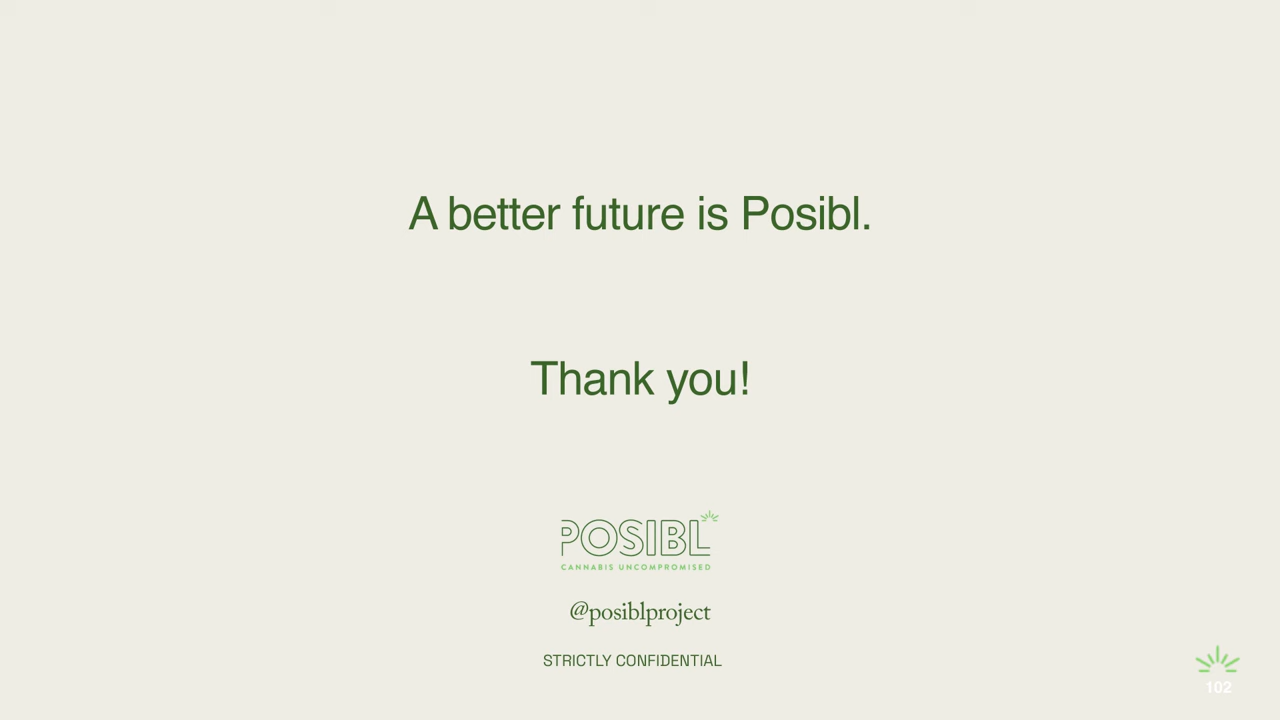 A better future is Posibl.
Thank you!
POSIBL
CANNABIS UNCOMPROMISED
@posiblproject
STRICTLY CONFIDENTIAL
102